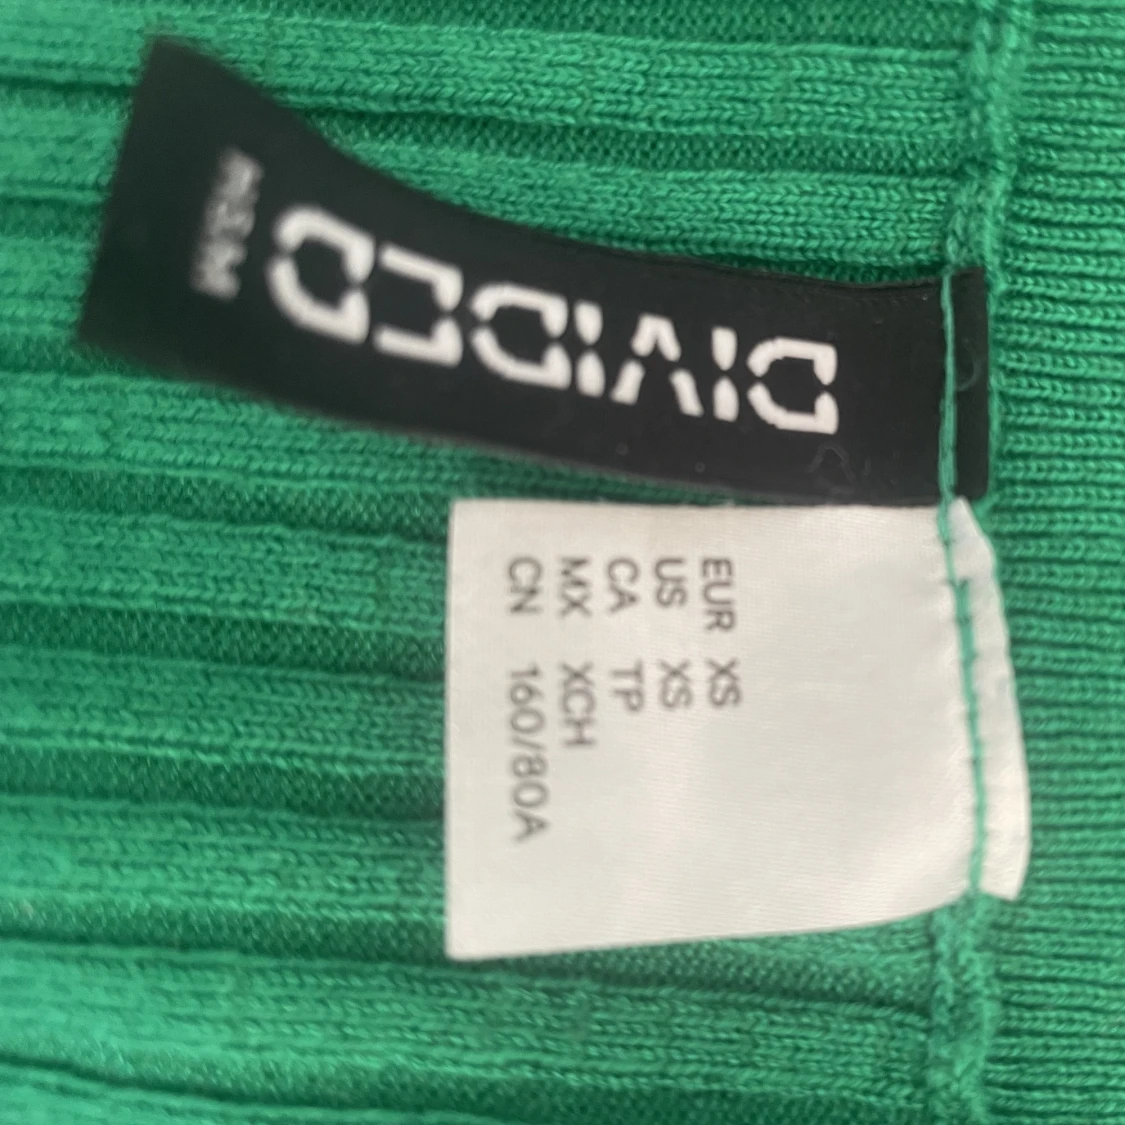 DIVIDED
EUR XS
US XS
CA TP
MX XCH
CN 160/80A